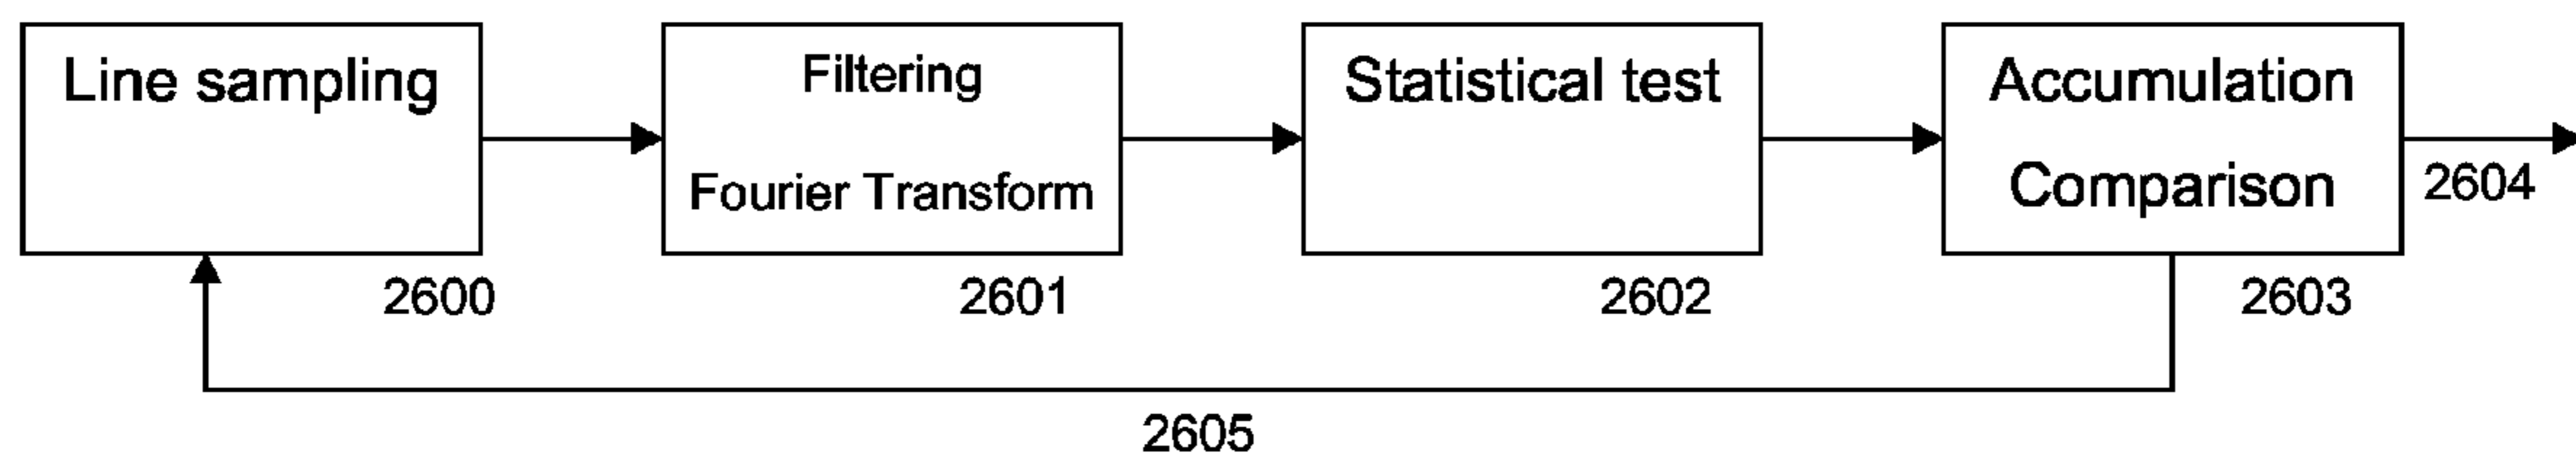 Line sampling
Filtering
Fourier Transform
Statistical test
Accumulation
Comparison
2604
2600
2601
2602
2603
2605